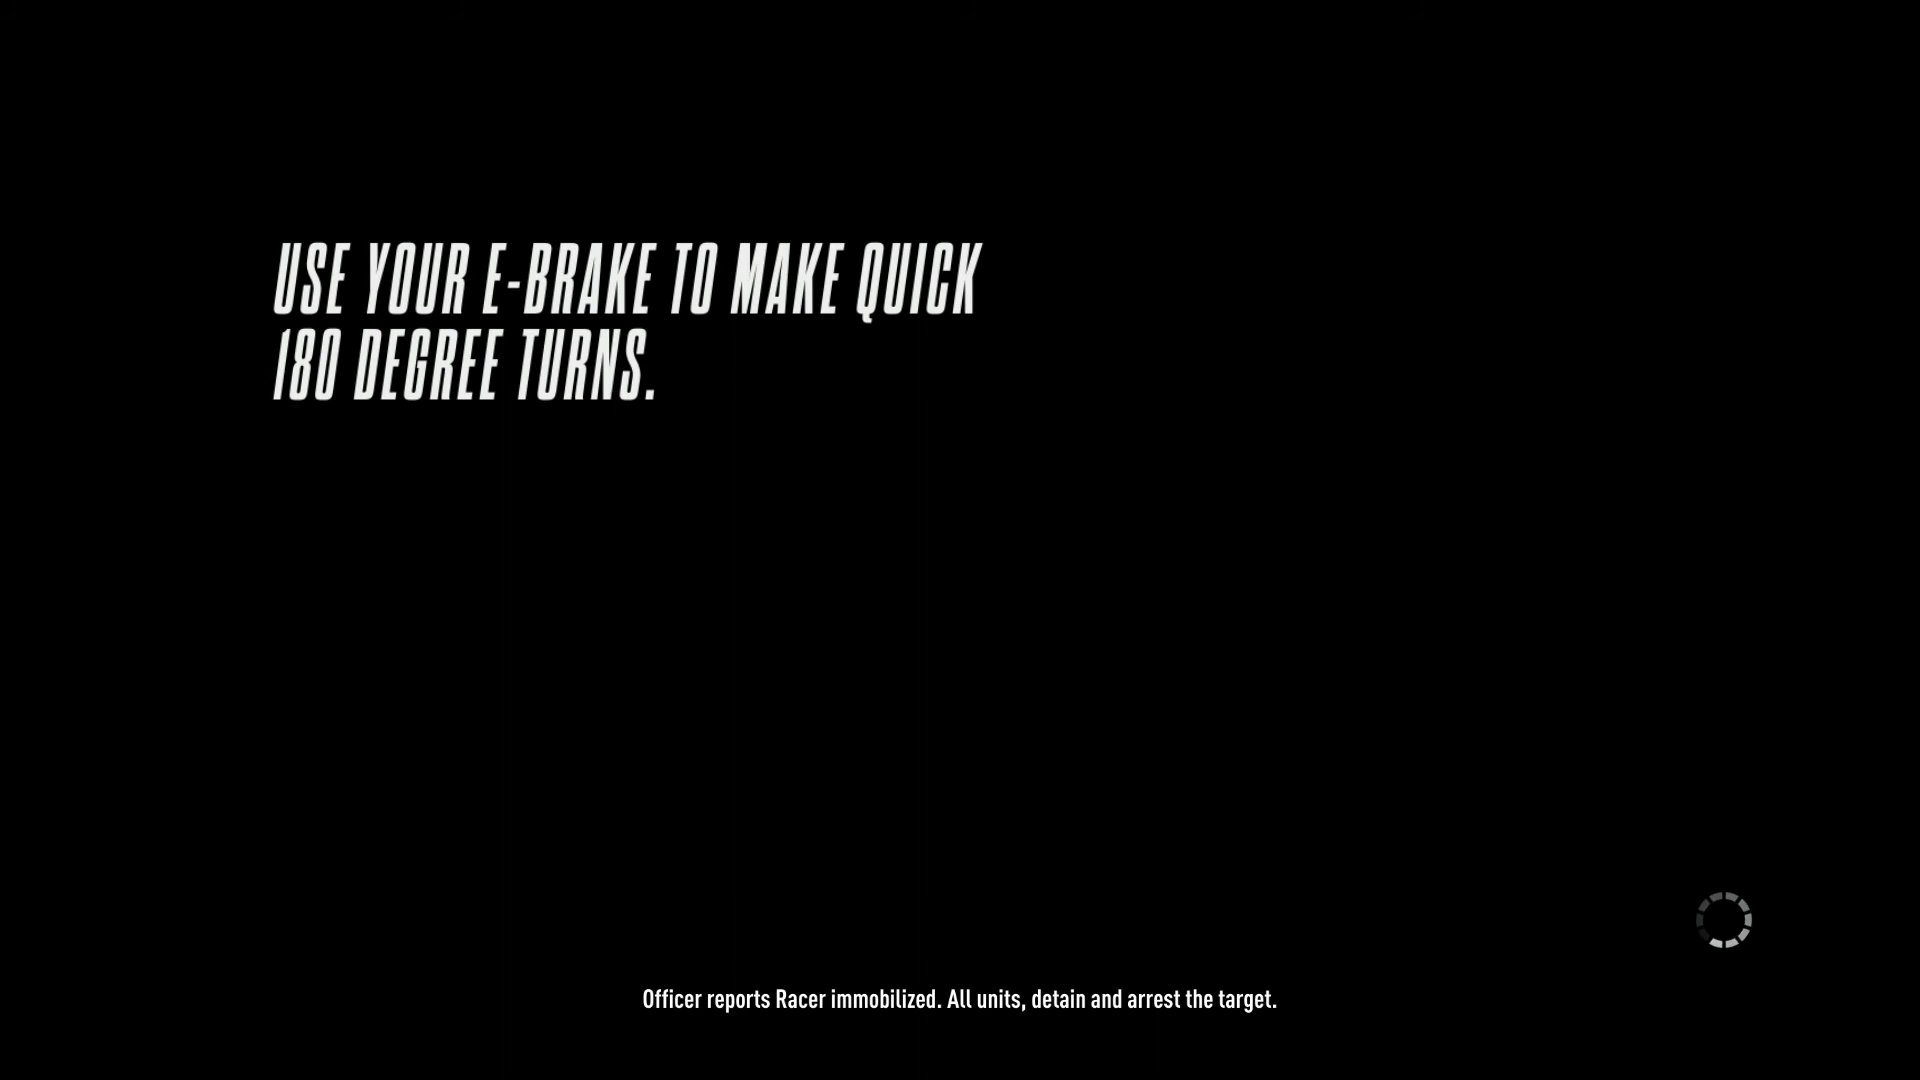 USE YOUR E-BRAKE TO MAKE QUICK
180 DEGREE TURNS.
Officer reports Racer immobilized. All units, detain and arrest the target.